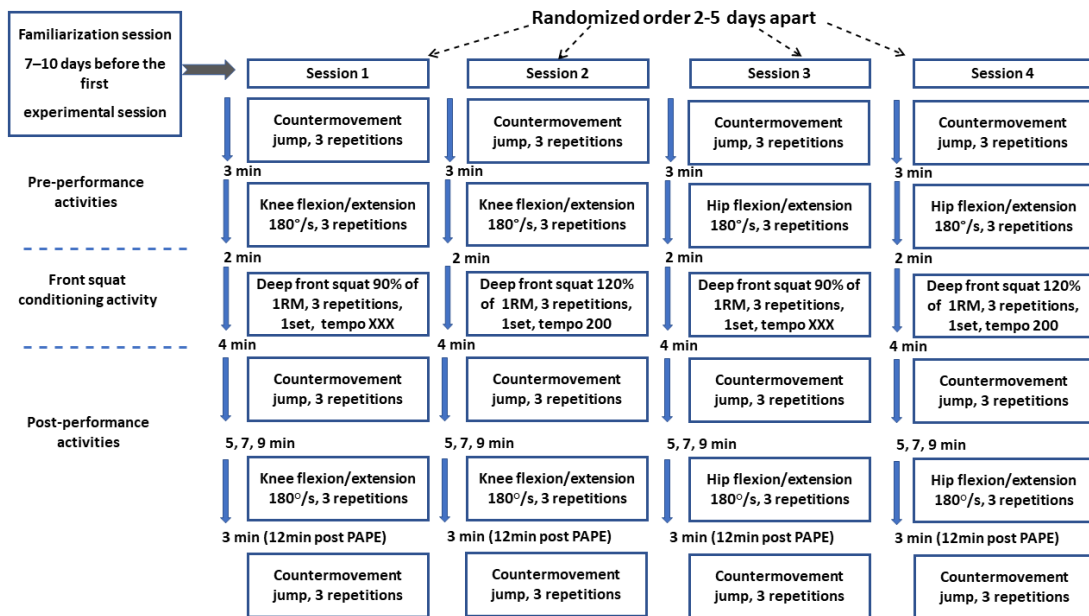 Randomized order 2-5 days apart
Familiarization session
7–10 days before the
first
experimental session
Session 1
Session 2
Session 3
Session 4
Countermovement
jump, 3 repetitions
Countermovement
jump, 3 repetitions
Countermovement
jump, 3 repetitions
Countermovement
jump, 3 repetitions
3 min
3 min
3 min
3 min
Pre-performance
activities
Knee flexion/extension
180°/s, 3 repetitions
Knee flexion/extension
180°/s, 3 repetitions
Hip flexion/extension
180°/s, 3 repetitions
Hip flexion/extension
180°/s, 3 repetitions
2 min
2 min
2 min
2 min
Front squat
conditioning activity
Deep front squat 90% of
1RM, 3 repetitions,
1set, tempo XXX
Deep front squat 120%
of 1RM, 3 repetitions,
1set, tempo 200
Deep front squat 90% of
1RM, 3 repetitions,
1set, tempo XXX
Deep front squat 120%
of 1RM, 3 repetitions,
1set, tempo 200
4 min
4 min
4 min
4 min
Countermovement
jump, 3 repetitions
Countermovement
jump, 3 repetitions
Countermovement
jump, 3 repetitions
Countermovement
jump, 3 repetitions
Post-performance
activities
5, 7, 9 min
5, 7, 9 min
5, 7, 9 min
5, 7, 9 min
Knee flexion/extension
180°/s, 3 repetitions
Knee flexion/extension
180°/s, 3 repetitions
Hip flexion/extension
180°/s, 3 repetitions
Hip flexion/extension
180°/s, 3 repetitions
3 min (12min post PAPE)
3 min (12min post PAPE)
3 min (12min post PAPE)
3 min (12min post PAPE)
Countermovement
jump, 3 repetitions
Countermovement
jump, 3 repetitions
Countermovement
jump, 3 repetitions
Countermovement
jump, 3 repetitions